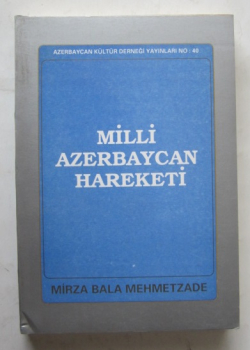 AZERBAYCAN KÜLTÜR DERNEĞİ YAYINLARI NO : 46
MİLLİ
AZERBAYCAN
HAREKETİ
MİRZA BALA MEHMETZADE